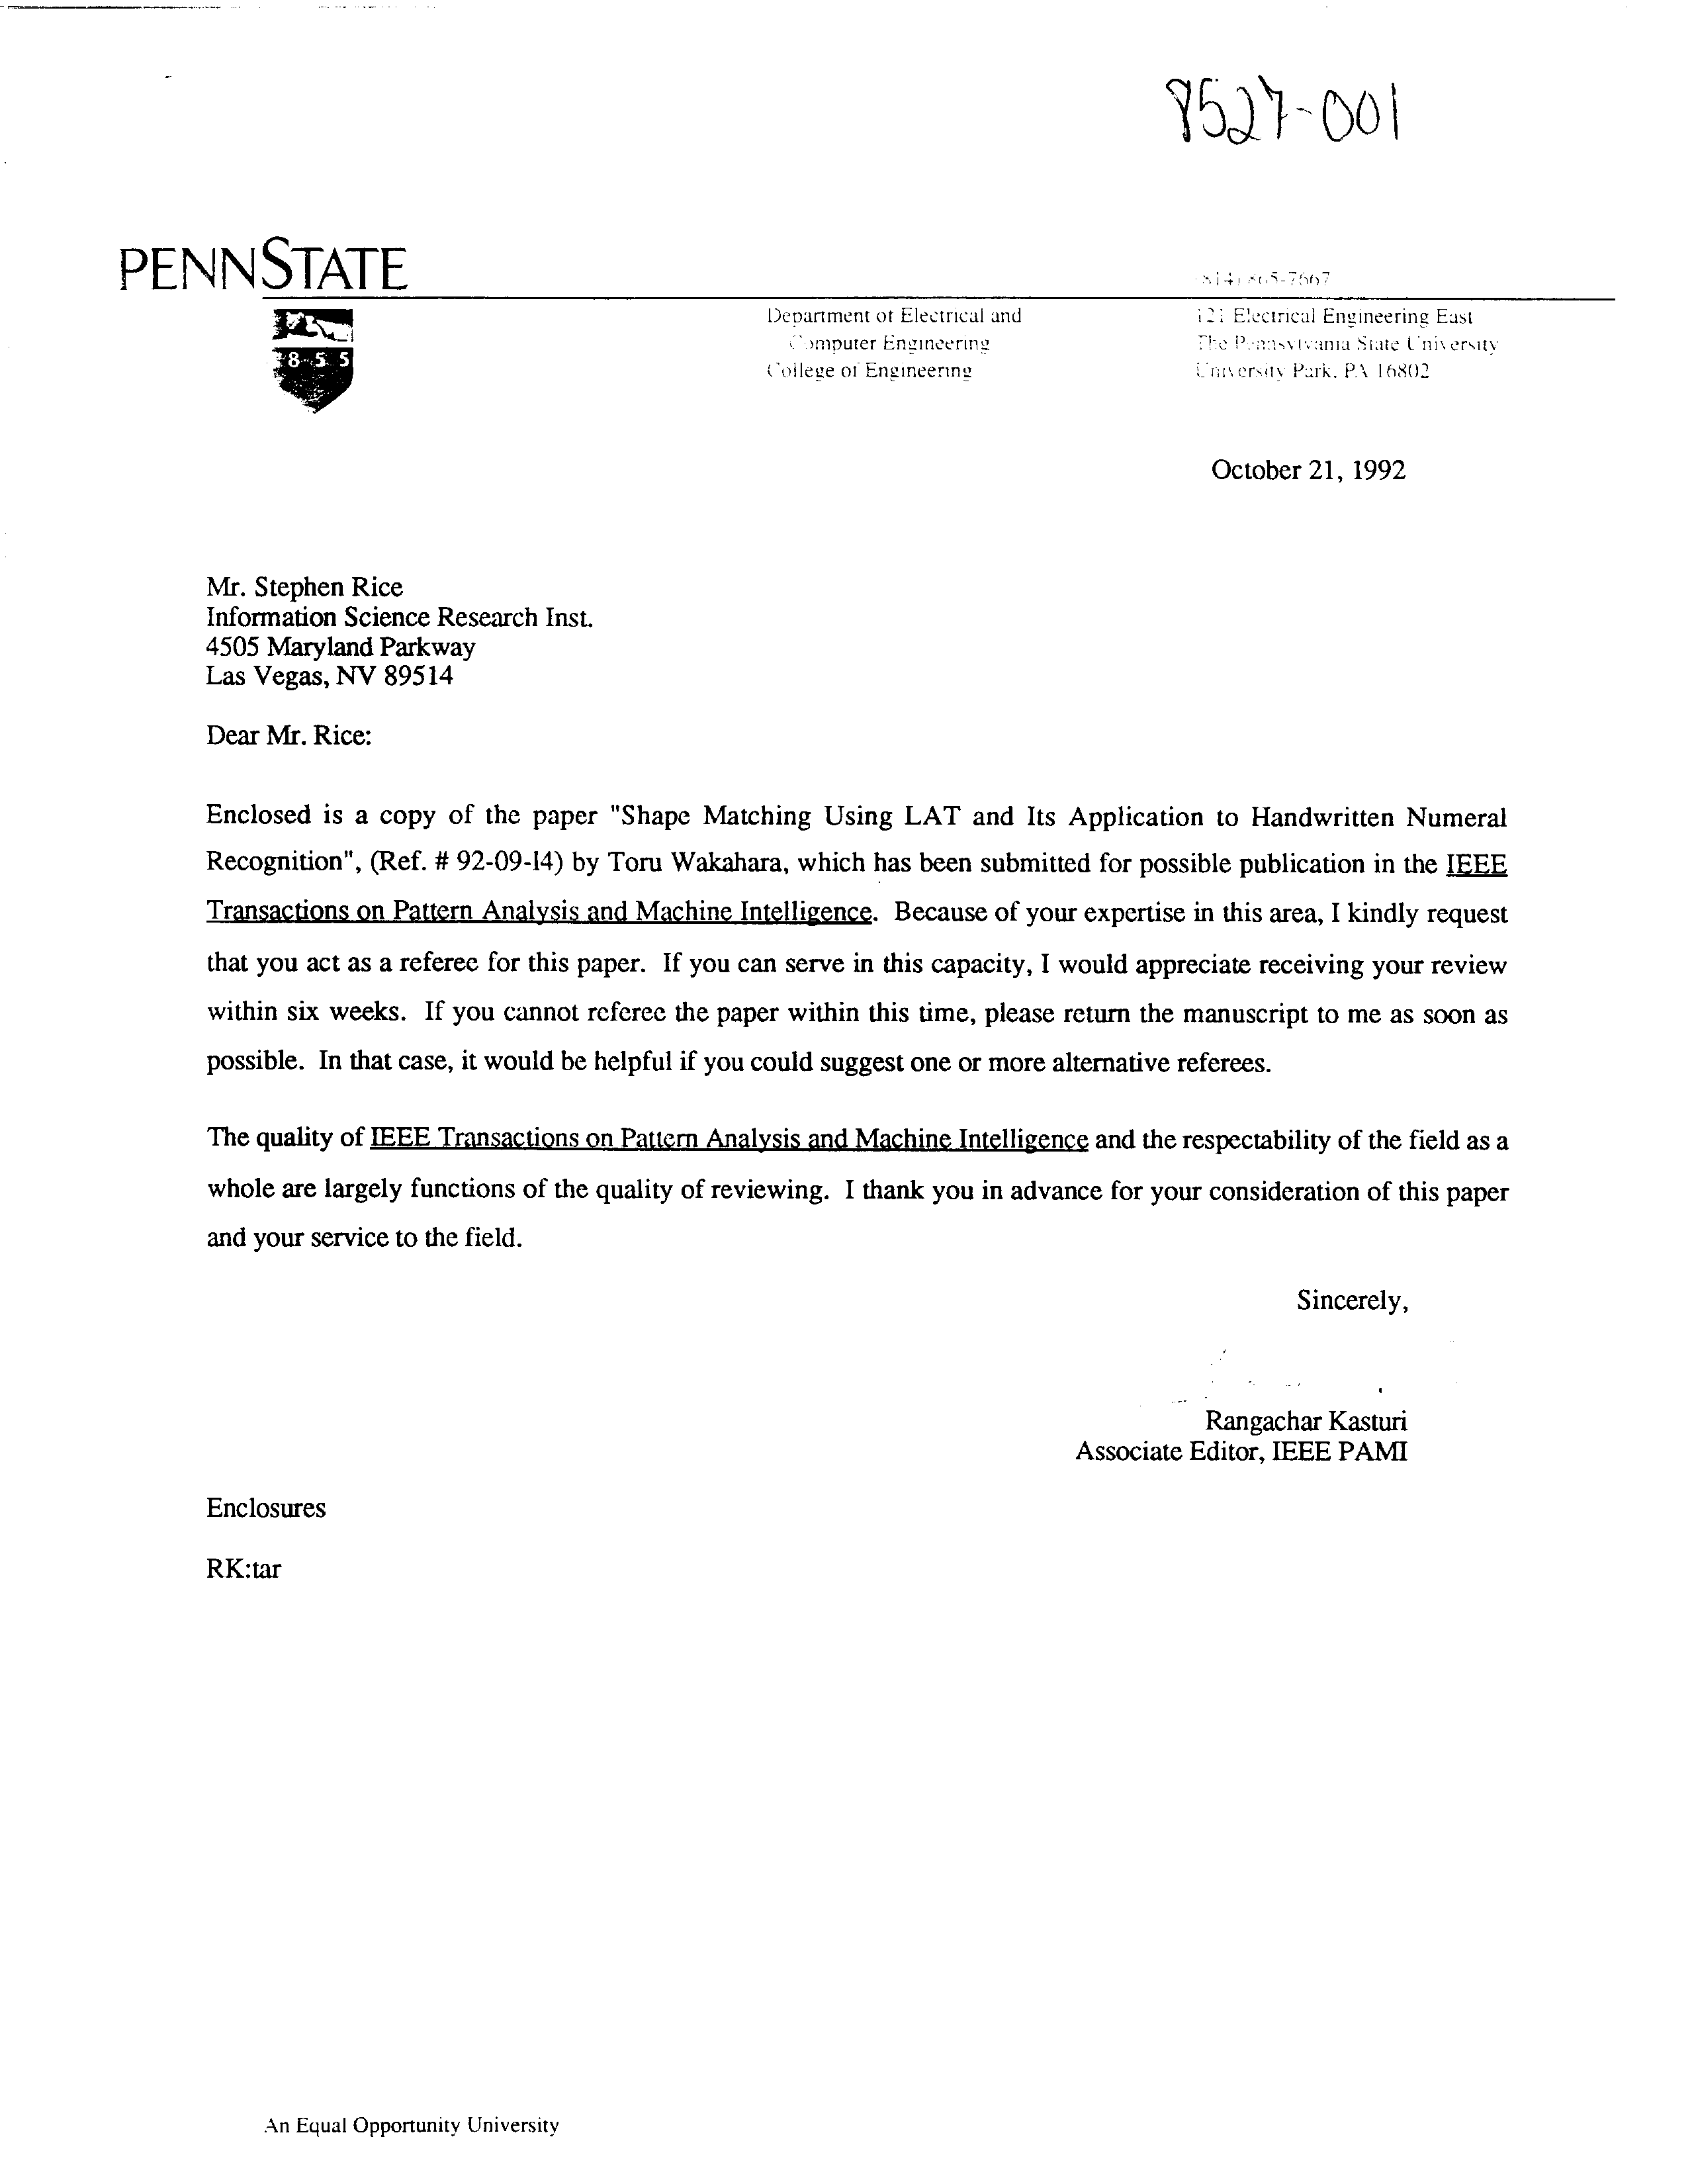 8527-001
PENNSTATE
(814) 865-7667
Department of Electrical and
Computer Engineering
College of Engineering
121 Electrical Engineering East
The Pennsylvania State University
University Park, PA 16802
1855
October 21, 1992
Mr. Stephen Rice
Information Science Research Inst.
4505 Maryland Parkway
Las Vegas, NV 89514
Dear Mr. Rice:
Enclosed is a copy of the paper "Shape Matching Using LAT and Its Application to Handwritten Numeral
Recognition", (Ref. # 92-09-14) by Toru Wakahara, which has been submitted for possible publication in the IEEE
Transactions on Pattern Analysis and Machine Intelligence. Because of your expertise in this area, I kindly request
that you act as a referee for this paper. If you can serve in this capacity, I would appreciate receiving your review
within six weeks. If you cannot referee the paper within this time, please return the manuscript to me as soon as
possible. In that case, it would be helpful if you could suggest one or more alternative referees.
The quality of IEEE Transactions on Pattern Analysis and Machine Intelligence and the respectability of the field as a
whole are largely functions of the quality of reviewing. I thank you in advance for your consideration of this paper
and your service to the field.
Sincerely,
Rangachar Kasturi
Associate Editor, IEEE PAMI
Enclosures
RK:tar
An Equal Opportunity University